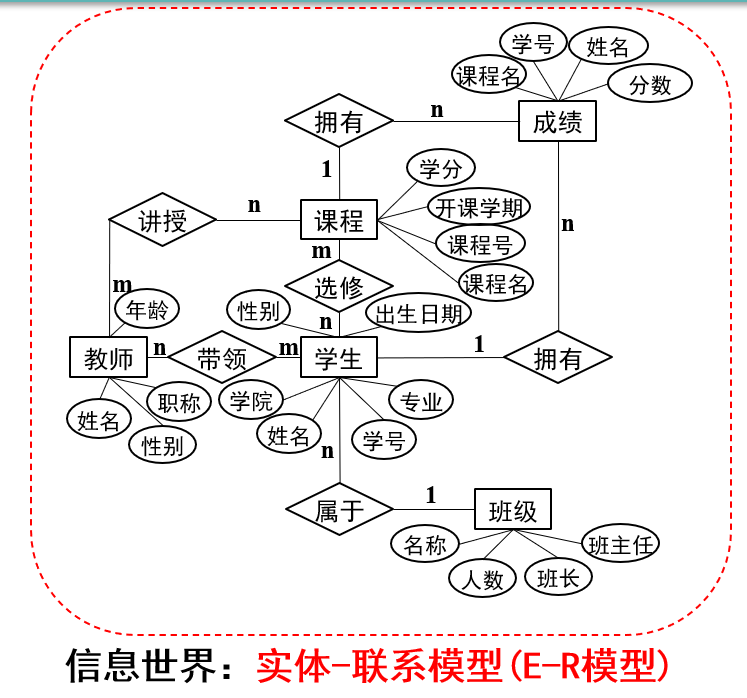 学号
姓名
课程名
分数
拥有
n
成绩
1
学分
讲授
n
课程
开课学期
n
m
课程号
课程名
m
选修
年龄
性别
n
出生日期
教师
n
带领
m
学生
1
拥有
姓名
职称
学院
专业
性别
姓名
学号
n
属于
1
班级
名称
班主任
人数
班长
信息世界：实体-联系模型(E-R模型)